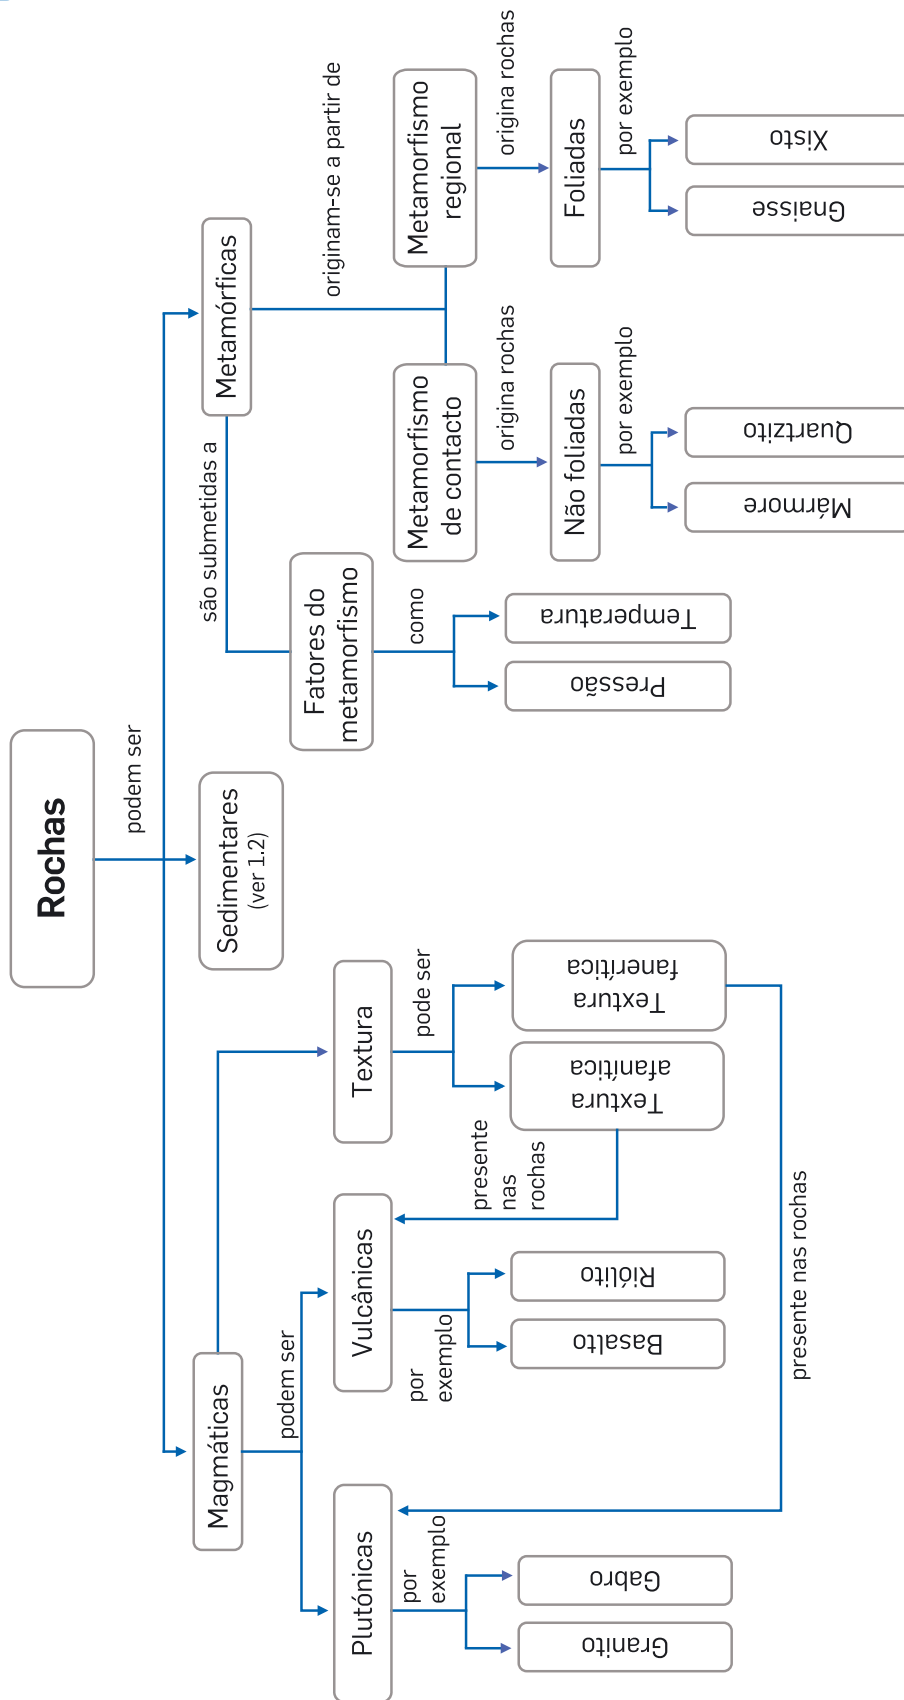 Rochas
podem ser
Magmáticas
Sedimentares
(ver 1.2)
Metamórficas
podem ser
Plutónicas
por
exemplo
Granito
Gabro
Vulcânicas
por
exemplo
Basalto
Riólito
Textura
pode ser
Textura
afanítica
Textura
fanerítica
presente
nas
rochas
presente nas rochas
são submetidas a
Fatores do
metamorfismo
como
Pressão
Temperatura
originam-se a partir de
Metamorfismo
de contacto
origina rochas
Não foliadas
por exemplo
Mármore
Quartzito
Metamorfismo
regional
origina rochas
Foliadas
por exemplo
Gnaisse
Xisto